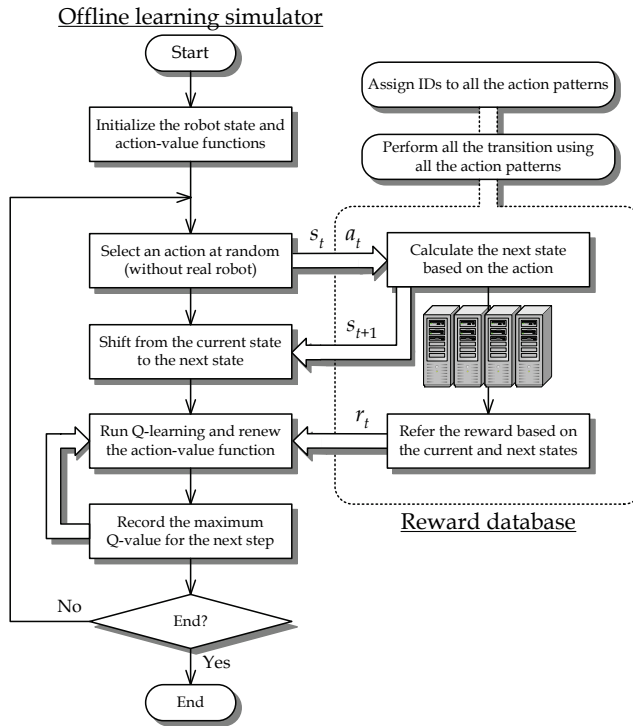 Offline learning simulator
Start
Assign IDs to all the action patterns
Initialize the robot state and
action-value functions
Perform all the transition using
all the action patterns
Select an action at random
(without real robot)
s_t a_t
Calculate the next state
based on the action
s_{t+1}
Shift from the current state
to the next state
r_t
Run Q-learning and renew
the action-value function
Refer the reward based on
the current and next states
Record the maximum
Q-value for the next step
Reward database
No
End?
Yes
End